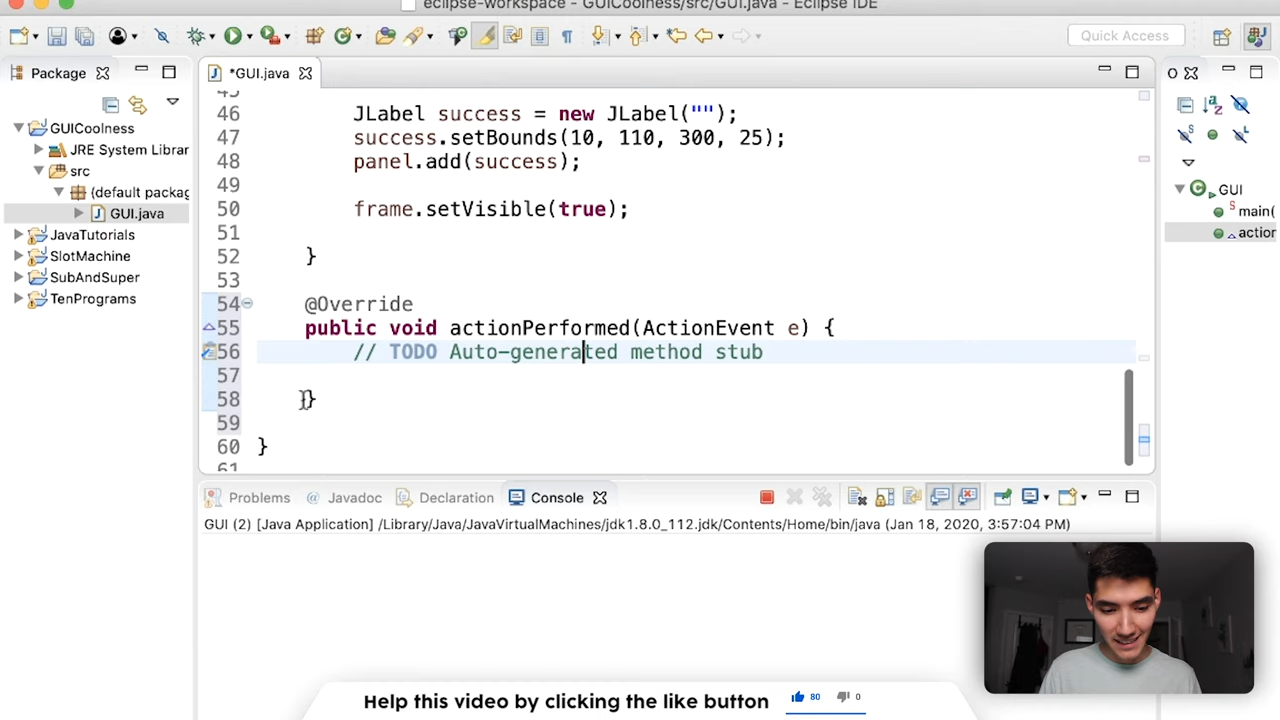 eclipse-workspace - GUICoolness/src/GUI.java - Eclipse IDE
Quick Access
Package
GUICoolness
JRE System Librar
src
(default packag
GUI.java
JavaTutorials
SlotMachine
SubAndSuper
TenPrograms
*GUI.java
45
46 JLabel success = new JLabel("");
47 success.setBounds(10, 110, 300, 25);
48 panel.add(success);
49
50 frame.setVisible(true);
51
52 }
53
54 @Override
55 public void actionPerformed(ActionEvent e) {
56 // TODO Auto-generated method stub
57
58 }
59
60 }
61
O
GUI
S main(
action
Problems @ Javadoc Declaration Console
GUI (2) [Java Application] /Library/Java/JavaVirtualMachines/jdk1.8.0_112.jdk/Contents/Home/bin/java (Jan 18, 2020, 3:57:04 PM)
Help this video by clicking the like button 80 0